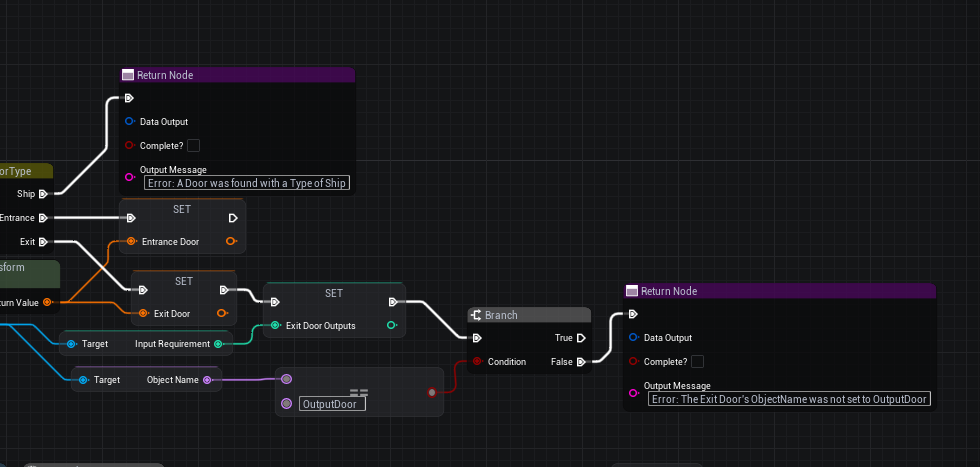 Return Node
Data Output
Complete?
Output Message
Error: A Door was found with a Type of Ship
orType
Ship
Entrance
Exit
SET
Entrance Door
sform
urn Value
SET
Exit Door
SET
Exit Door Outputs
Target Input Requirement
Target Object Name
==
OutputDoor
Branch
True
Condition False
Return Node
Data Output
Complete?
Output Message
Error: The Exit Door's ObjectName was not set to OutputDoor